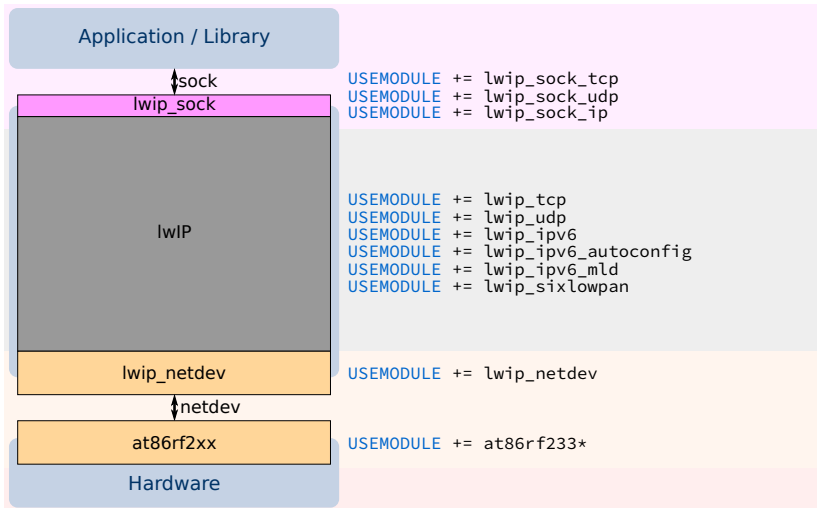 Application / Library
sock
USEMODULE += lwip_sock_tcp
lwip_sock
USEMODULE += lwip_sock_udp
USEMODULE += lwip_sock_ip
USEMODULE += lwip_tcp
USEMODULE += lwip_udp
lwIP
USEMODULE += lwip_ipv6
USEMODULE += lwip_ipv6_autoconfig
USEMODULE += lwip_ipv6_mld
USEMODULE += lwip_sixlowpan
lwip_netdev
USEMODULE += lwip_netdev
netdev
at86rf2xx
USEMODULE += at86rf233*
Hardware